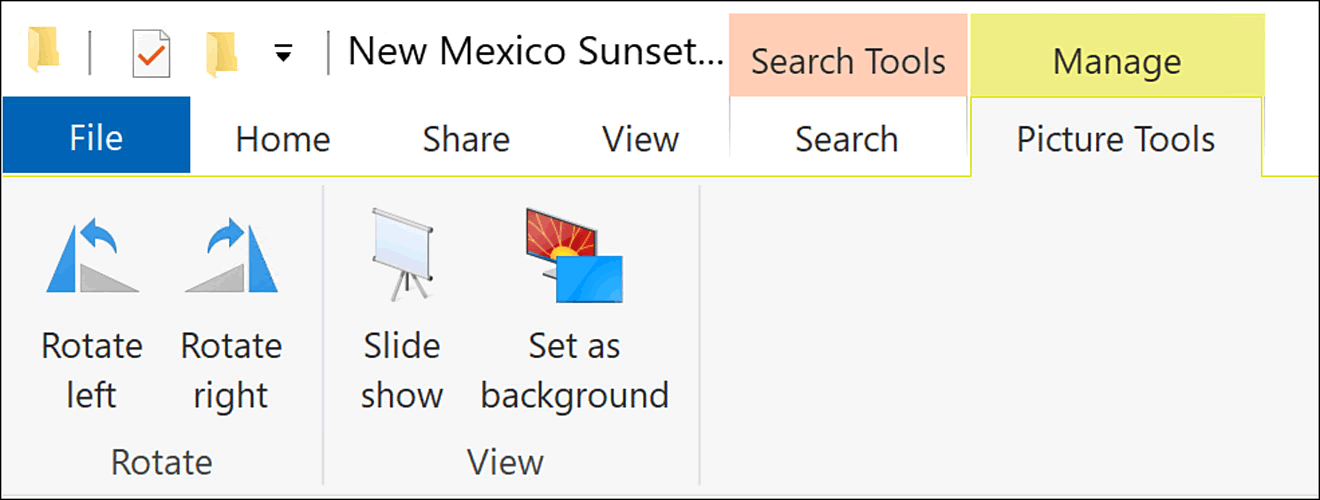 New Mexico Sunset...
Search Tools
Manage
File
Home
Share
View
Search
Picture Tools
Rotate
left
Rotate
right
Slide
show
Set as
background
Rotate
View